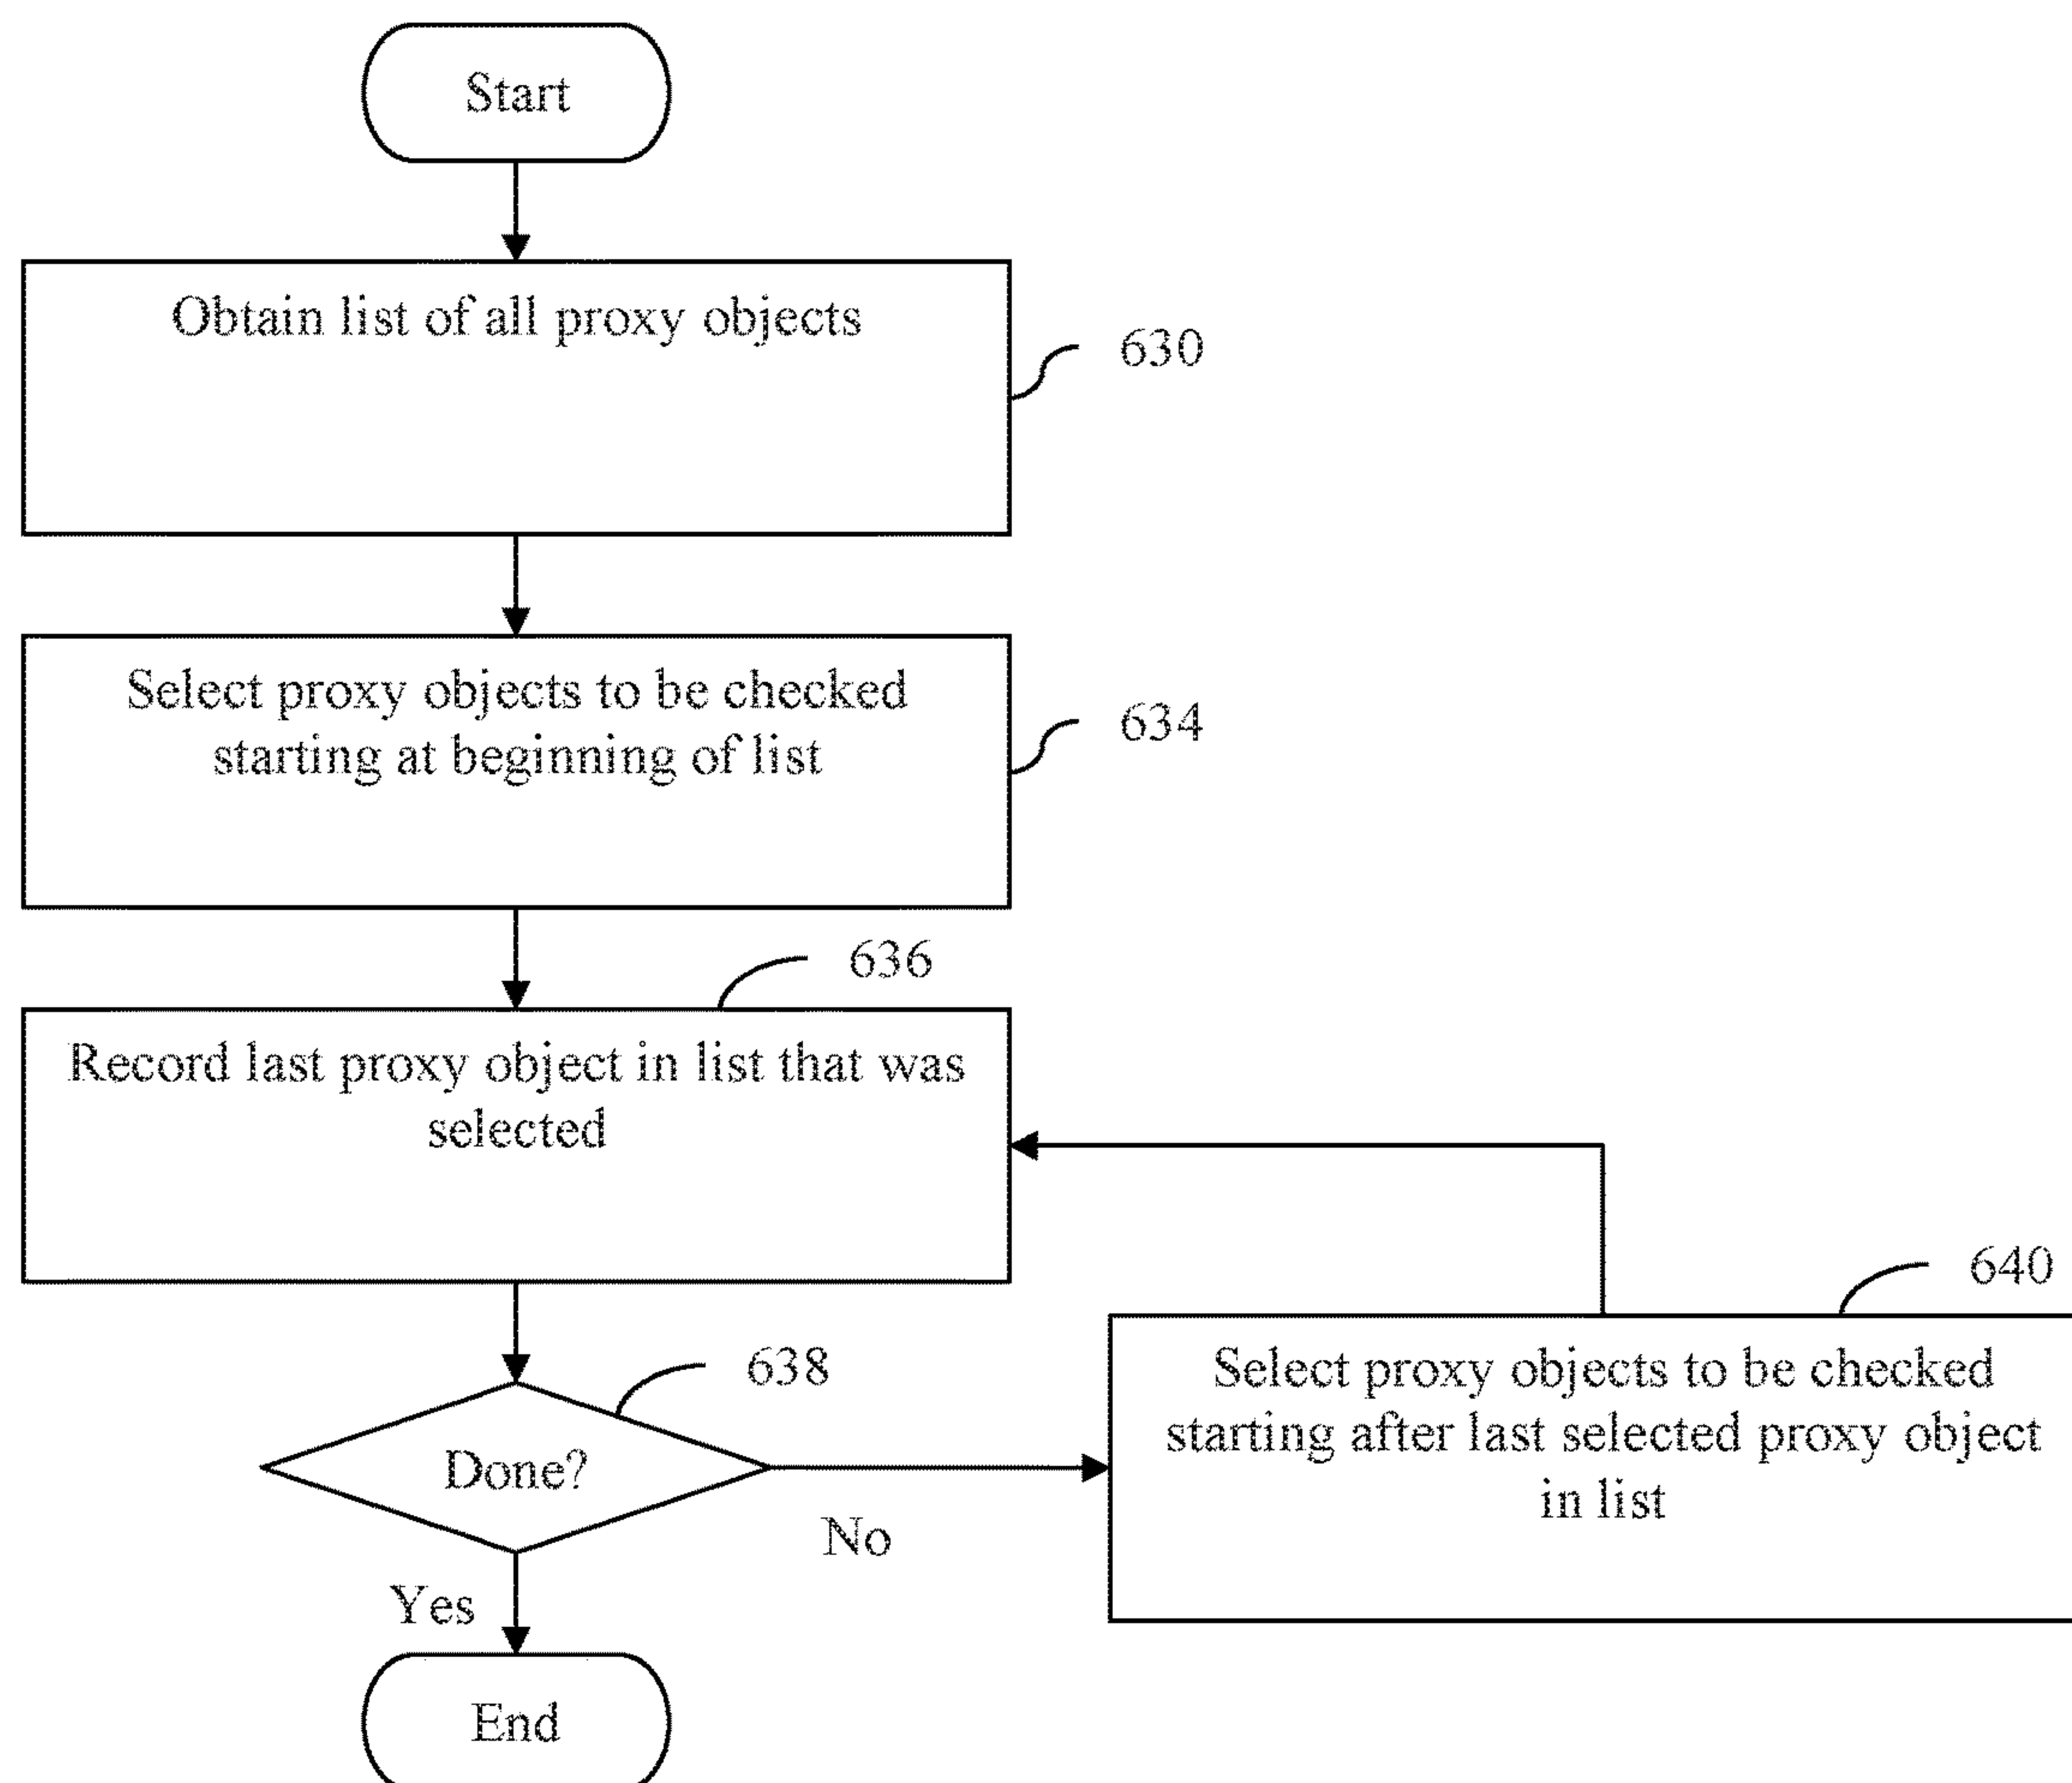 Start
Obtain list of all proxy objects
630
Select proxy objects to be checked
starting at beginning of list
634
636
Record last proxy object in list that was
selected
638
Done?
No
Yes
640
Select proxy objects to be checked
starting after last selected proxy object
in list
End